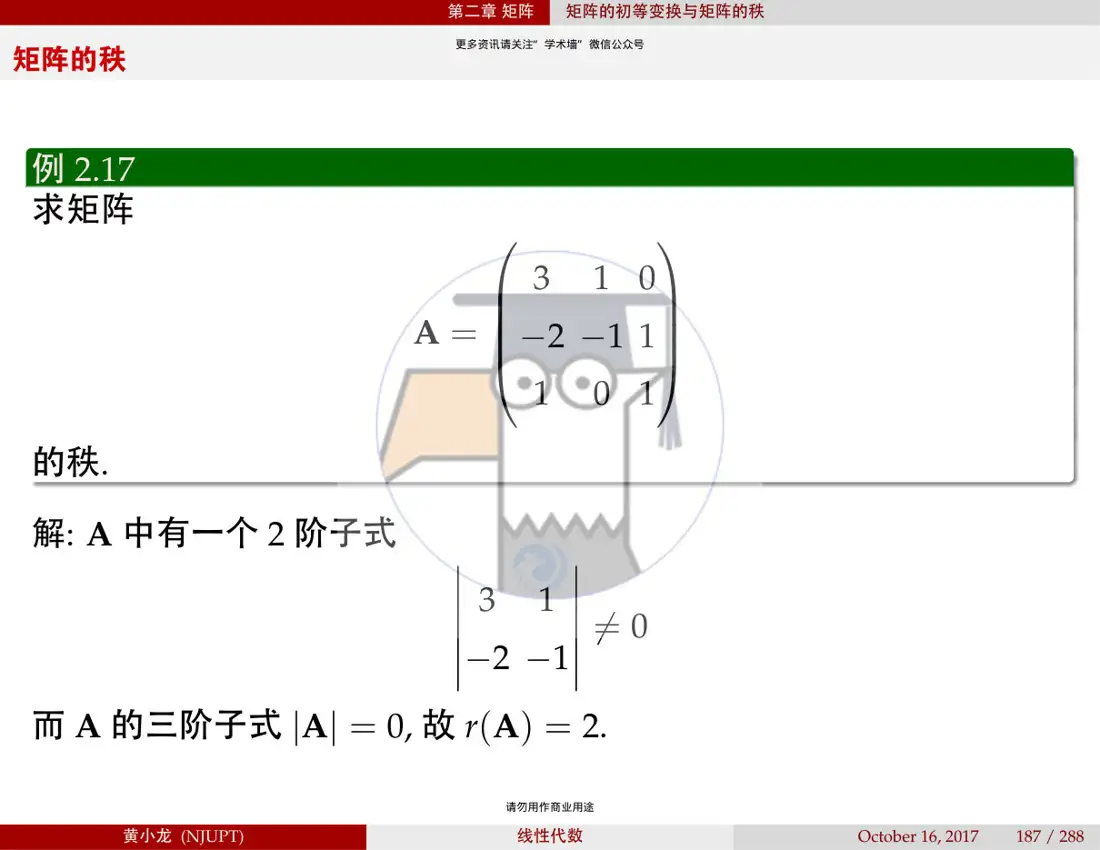 第二章 矩阵 矩阵的初等变换与矩阵的秩
更多资讯请关注“学术墙”微信公众号
矩阵的秩
例 2.17
求矩阵
3 1 0
A = −2 −1 1
1 0 1
的秩.
解: A 中有一个 2 阶子式
3 1
−2 −1
≠ 0
而 A 的三阶子式 |A| = 0, 故 r(A) = 2.
请勿用作商业用途
黄小龙 (NJUPT) 线性代数 October 16, 2017 187 / 288